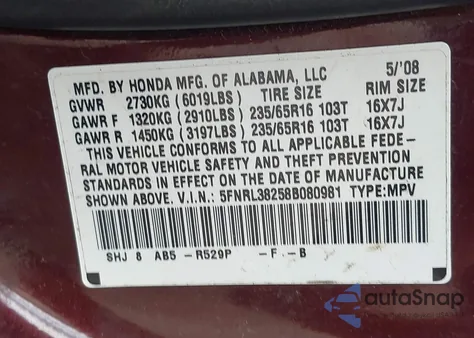 MFD. BY HONDA MFG. OF ALABAMA, LLC 5/'08
GVWR 2730KG (6019LBS) TIRE SIZE RIM SIZE
GAWR F 1320KG (2910LBS) 235/65R16 103T 16X7J
GAWR R 1450KG (3197LBS) 235/65R16 103T 16X7J
THIS VEHICLE CONFORMS TO ALL APPLICABLE FEDE-
RAL MOTOR VEHICLE SAFETY AND THEFT PREVENTION
STANDARDS IN EFFECT ON THE DATE OF MANUFACTURE
SHOWN ABOVE. V.I.N.: 5FNRL38258B080981 TYPE:MPV
SHJ 8 AB5 -R529P -F -B
autoSnap